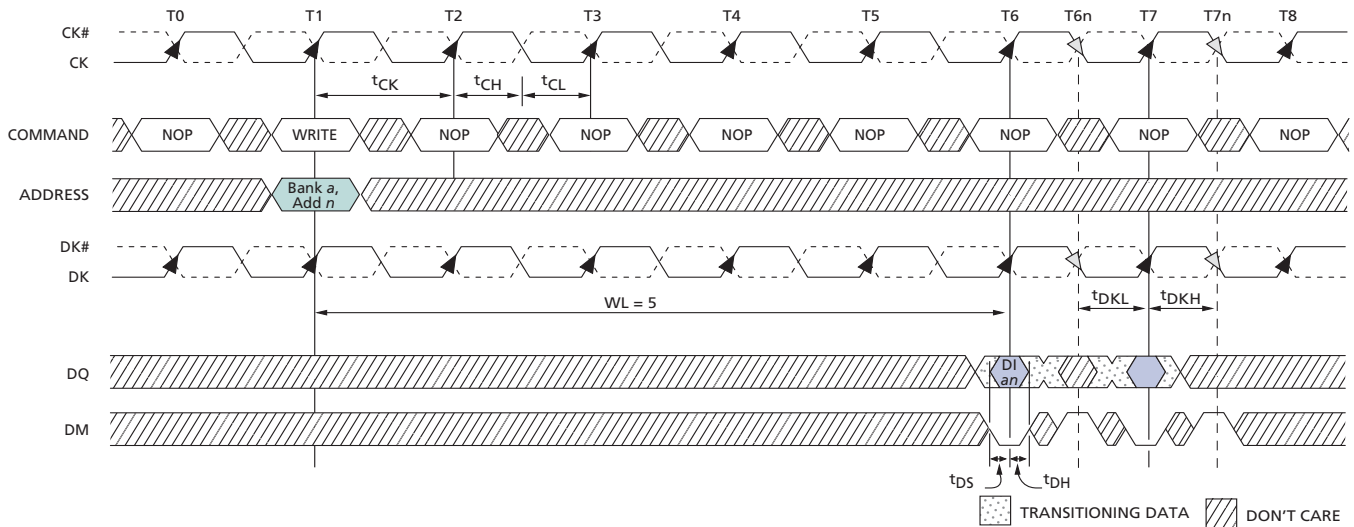 T0 T1 T2 T3 T4 T5 T6 T6n T7 T7n T8
CK#
CK
tCK tCH tCL
COMMAND NOP WRITE NOP NOP NOP NOP NOP NOP NOP
ADDRESS Bank a, Add n
DK#
DK
WL = 5 tDKL tDKH
DQ DI an
DM
tDS tDH
TRANSITIONING DATA DON'T CARE